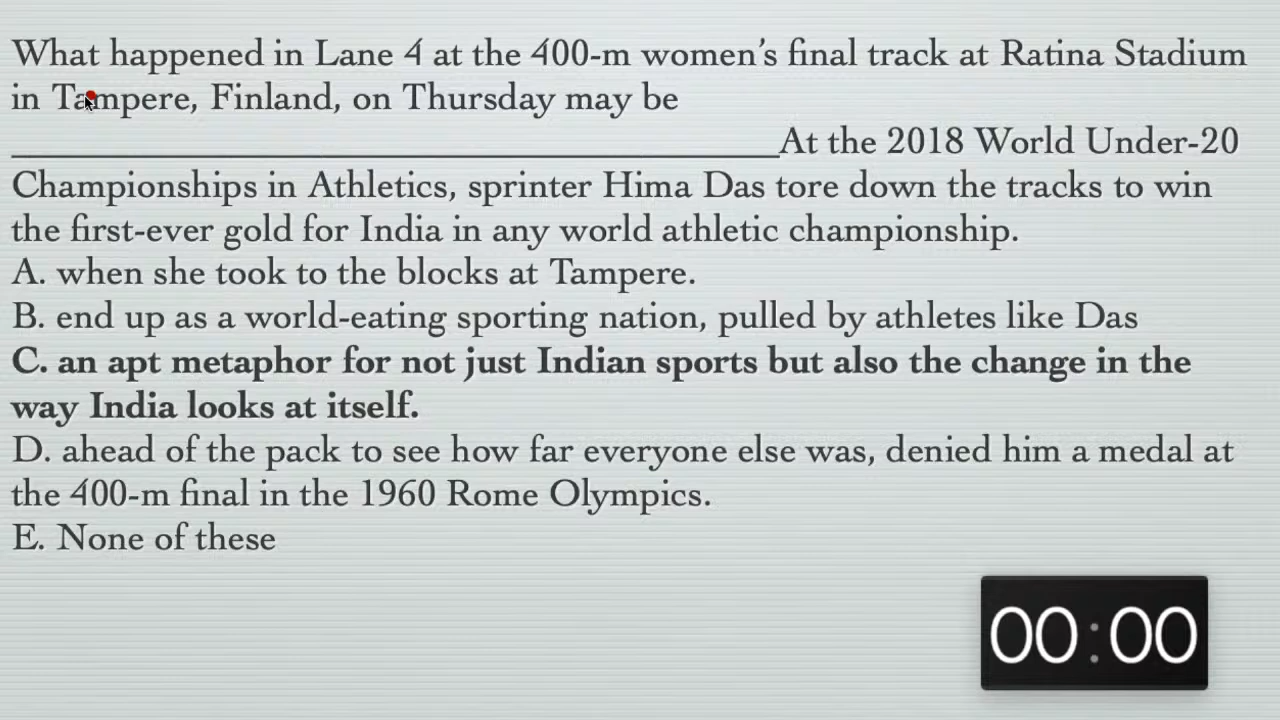 What happened in Lane 4 at the 400-m women’s final track at Ratina Stadium
in Tampere, Finland, on Thursday may be
________________________________________At the 2018 World Under-20
Championships in Athletics, sprinter Hima Das tore down the tracks to win
the first-ever gold for India in any world athletic championship.
A. when she took to the blocks at Tampere.
B. end up as a world-eating sporting nation, pulled by athletes like Das
C. an apt metaphor for not just Indian sports but also the change in the
way India looks at itself.
D. ahead of the pack to see how far everyone else was, denied him a medal at
the 400-m final in the 1960 Rome Olympics.
E. None of these
00:00